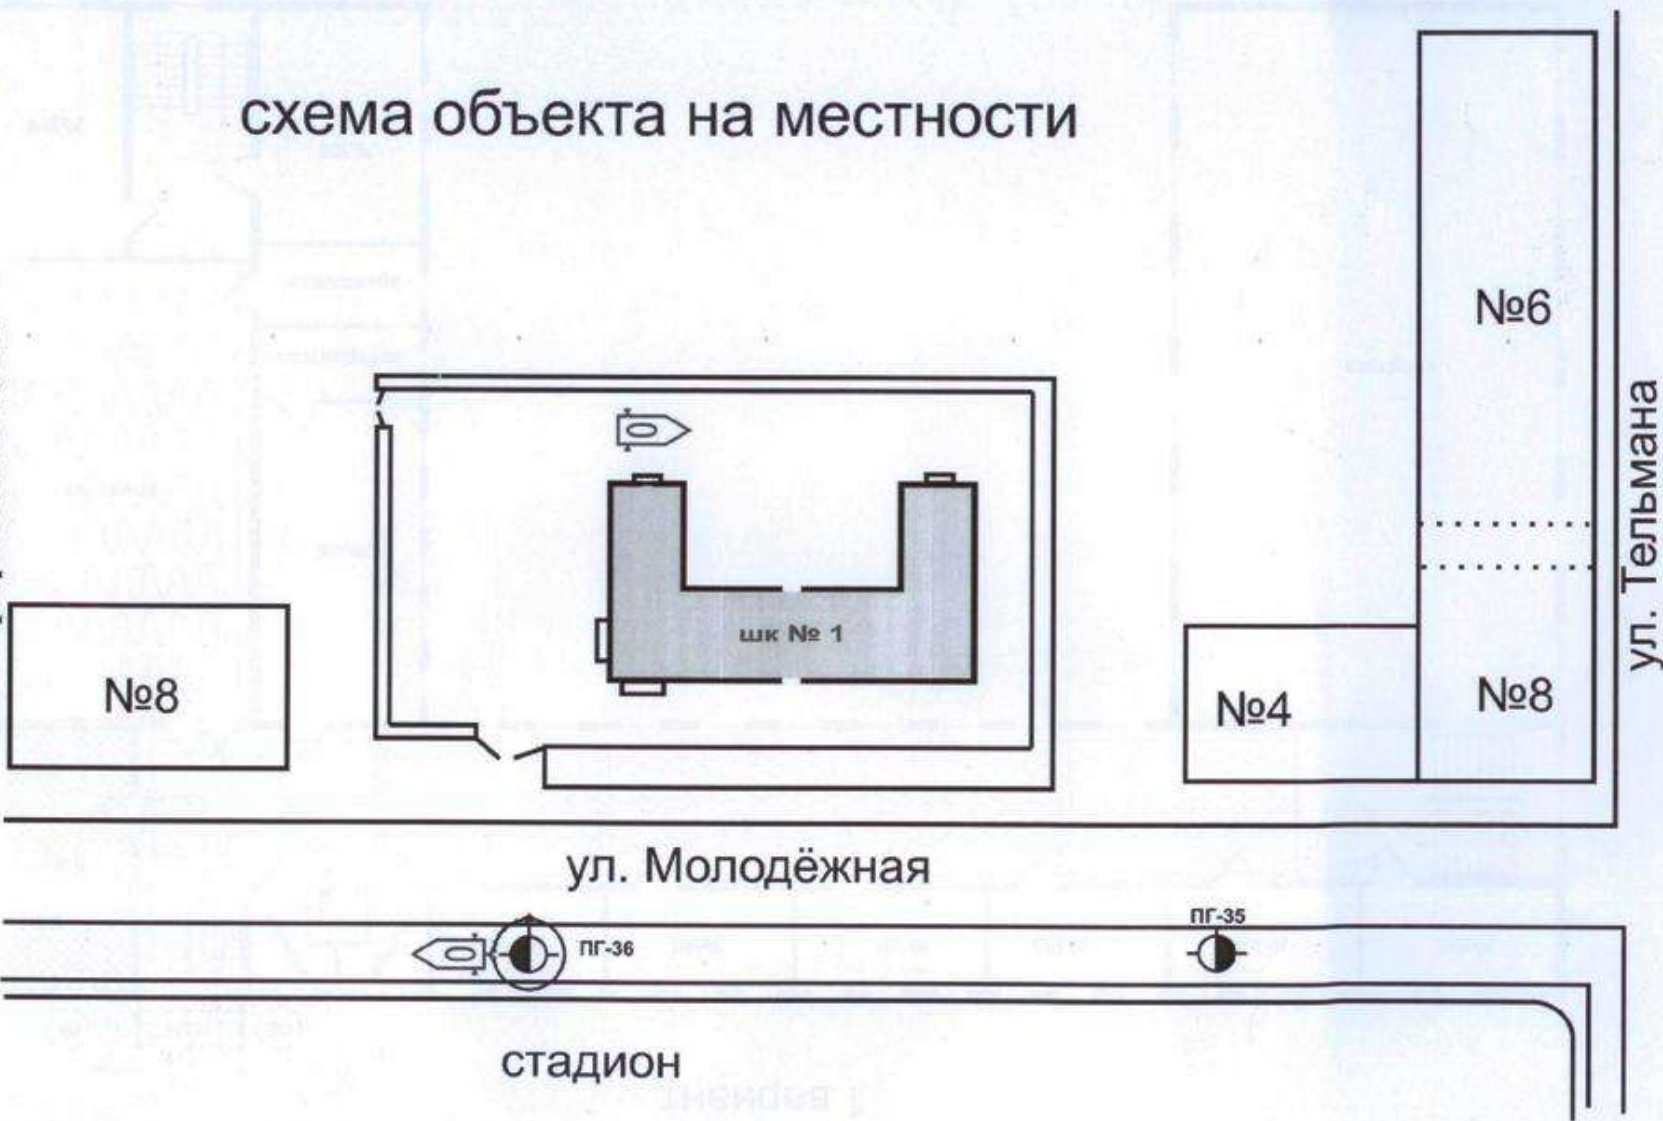 схема объекта на местности
№6
ул. Тельмана
шк № 1
№8
№4
№8
ул. Молодёжная
ПГ-35
ПГ-36
стадион